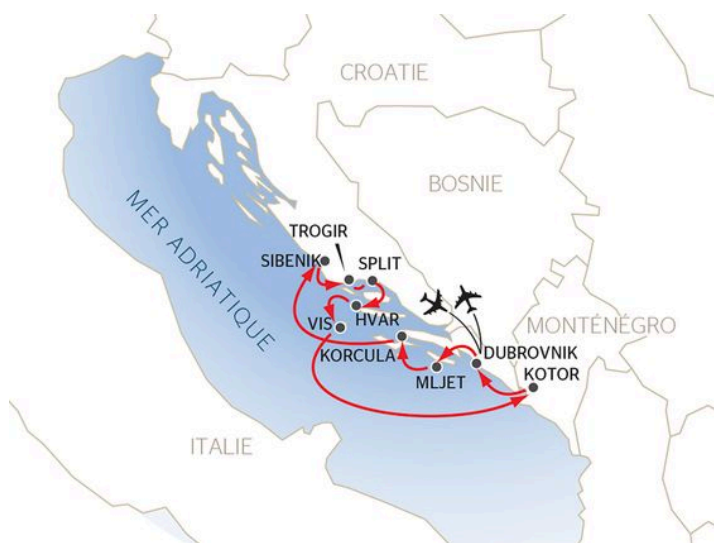 CROATIE
BOSNIE
MER ADRIATIQUE
TROGIR
SIBENIK
SPLIT
HVAR
VIS
KORCULA
MLJET
MONTÉNÉGRO
DUBROVNIK
KOTOR
ITALIE